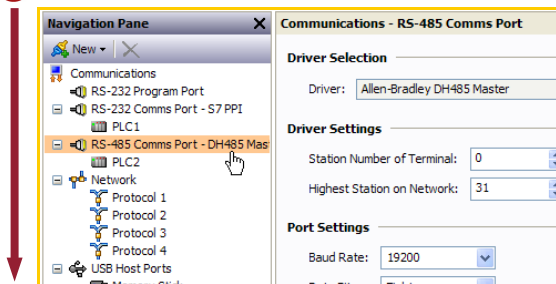 Navigation Pane
New
Communications
RS-232 Program Port
RS-232 Comms Port - S7 PPI
PLC1
RS-485 Comms Port - DH485 Mas
PLC2
Network
Protocol 1
Protocol 2
Protocol 3
Protocol 4
USB Host Ports
Communications - RS-485 Comms Port
Driver Selection
Driver: Allen-Bradley DH485 Master
Driver Settings
Station Number of Terminal: 0
Highest Station on Network: 31
Port Settings
Baud Rate: 19200